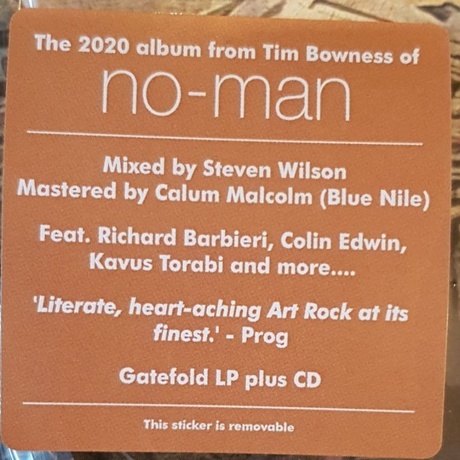 The 2020 album from Tim Bowness of
no-man
Mixed by Steven Wilson
Mastered by Calum Malcolm (Blue Nile)
Feat. Richard Barbieri, Colin Edwin,
Kavus Torabi and more....
'Literate, heart-aching Art Rock at its
finest.' - Prog
Gatefold LP plus CD
This sticker is removable